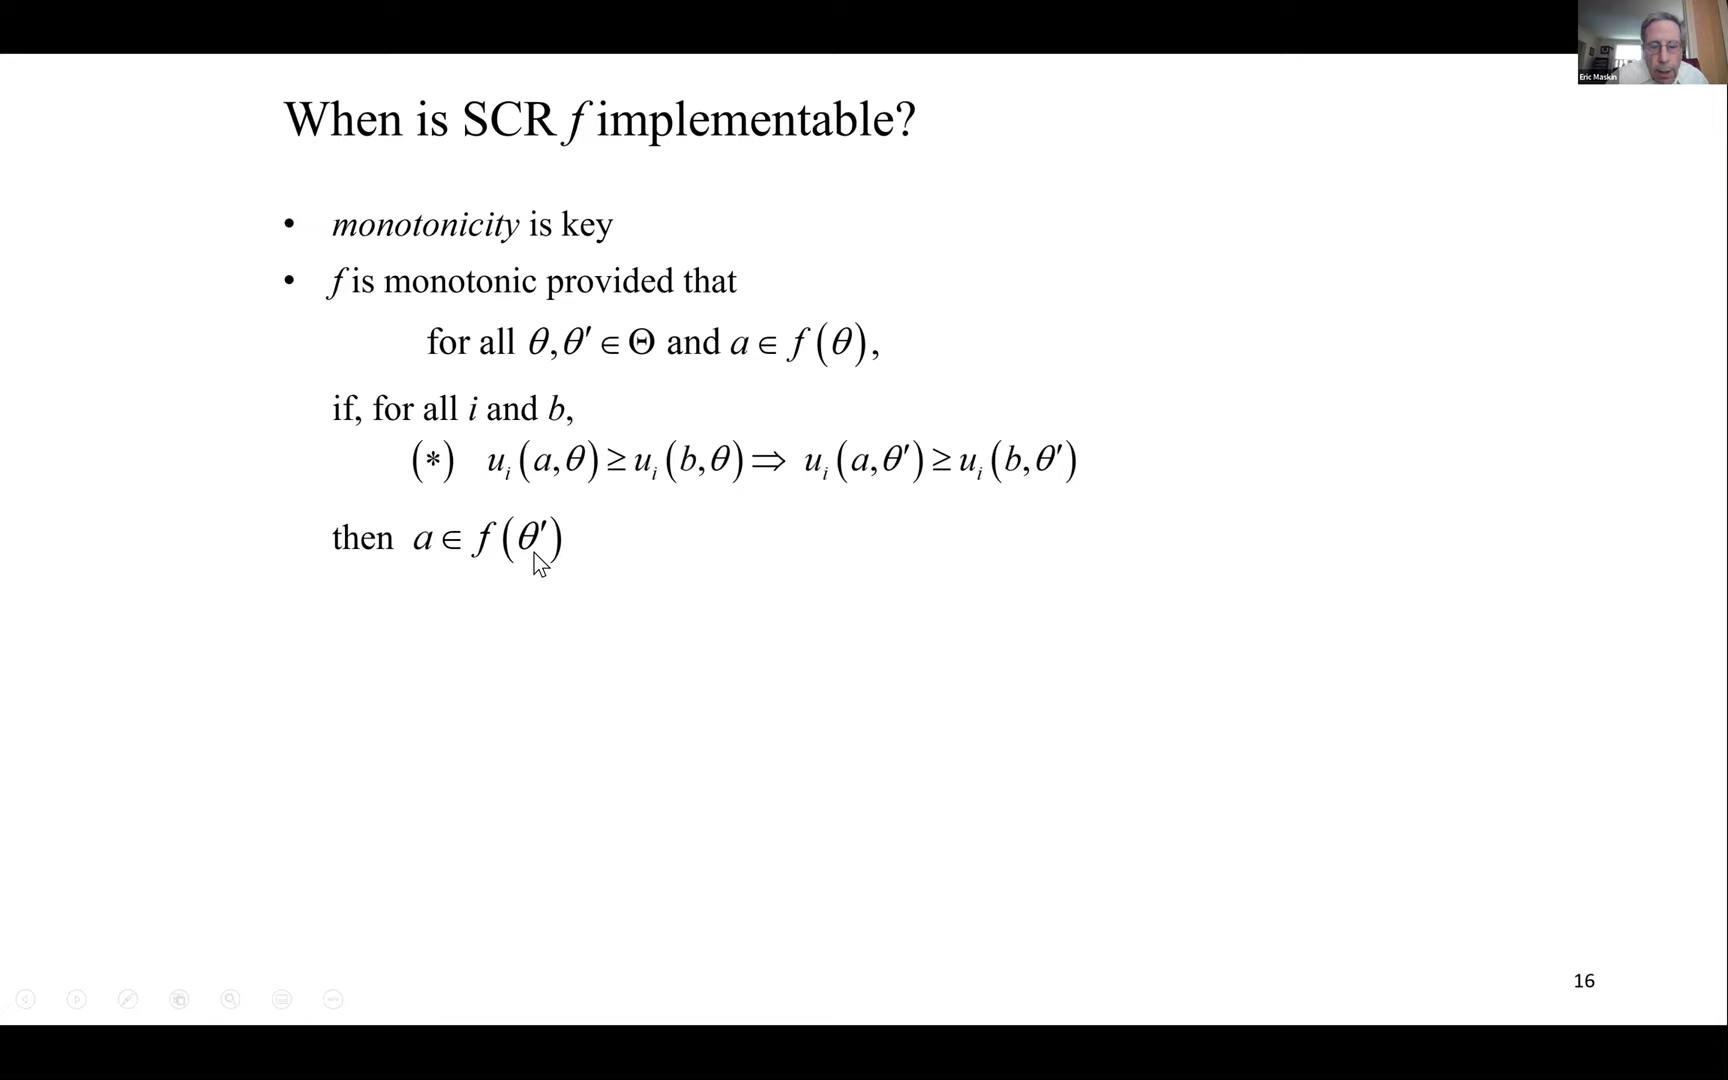 Eric Maskin
When is SCR f implementable?
• monotonicity is key
• f is monotonic provided that
for all θ, θ′ ∈ Θ and a ∈ f(θ),
if, for all i and b,
(*) uᵢ(a,θ) ≥ uᵢ(b,θ) ⇒ uᵢ(a,θ′) ≥ uᵢ(b,θ′)
then a ∈ f(θ′)
16